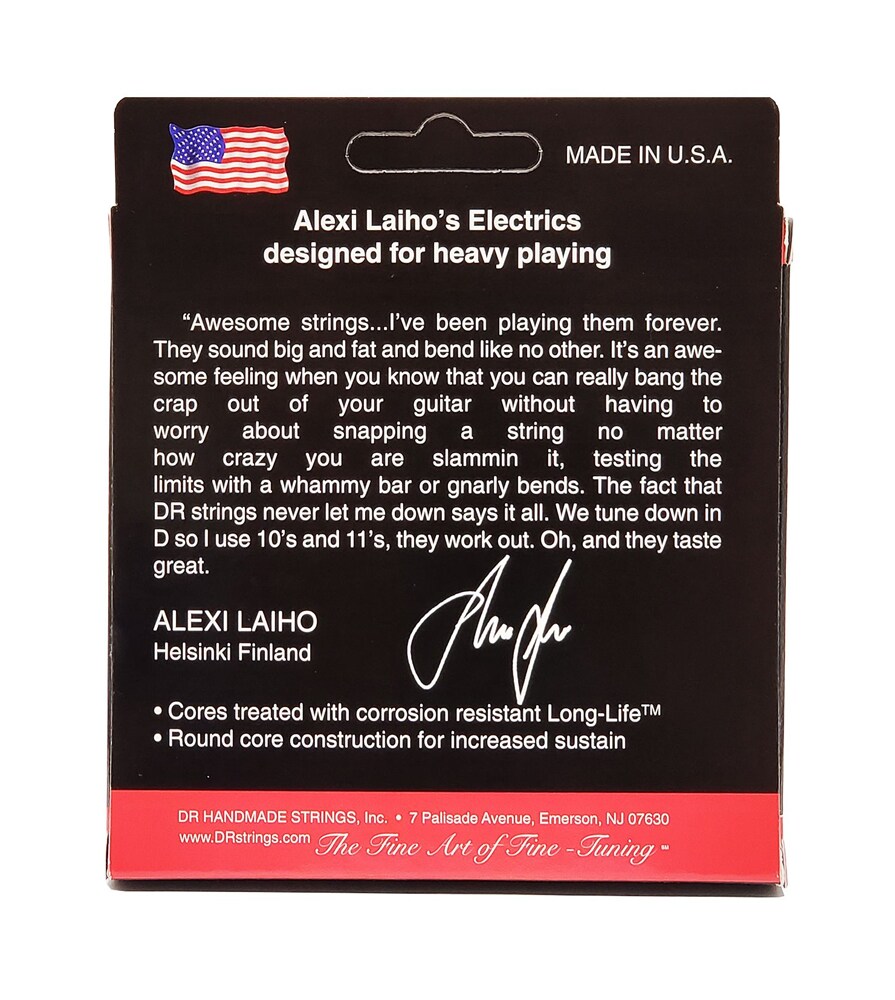 MADE IN U.S.A.
Alexi Laiho's Electrics
designed for heavy playing
“Awesome strings...I've been playing them forever.
They sound big and fat and bend like no other. It's an awe-
some feeling when you know that you can really bang the
crap out of your guitar without having to
worry about snapping a string no matter
how crazy you are slammin it, testing the
limits with a whammy bar or gnarly bends. The fact that
DR strings never let me down says it all. We tune down in
D so I use 10's and 11's, they work out. Oh, and they taste
great.
ALEXI LAIHO
Helsinki Finland
• Cores treated with corrosion resistant Long-Life™
• Round core construction for increased sustain
DR HANDMADE STRINGS, Inc. • 7 Palisade Avenue, Emerson, NJ 07630
www.DRstrings.com The Fine Art of Fine-Tuning ℠